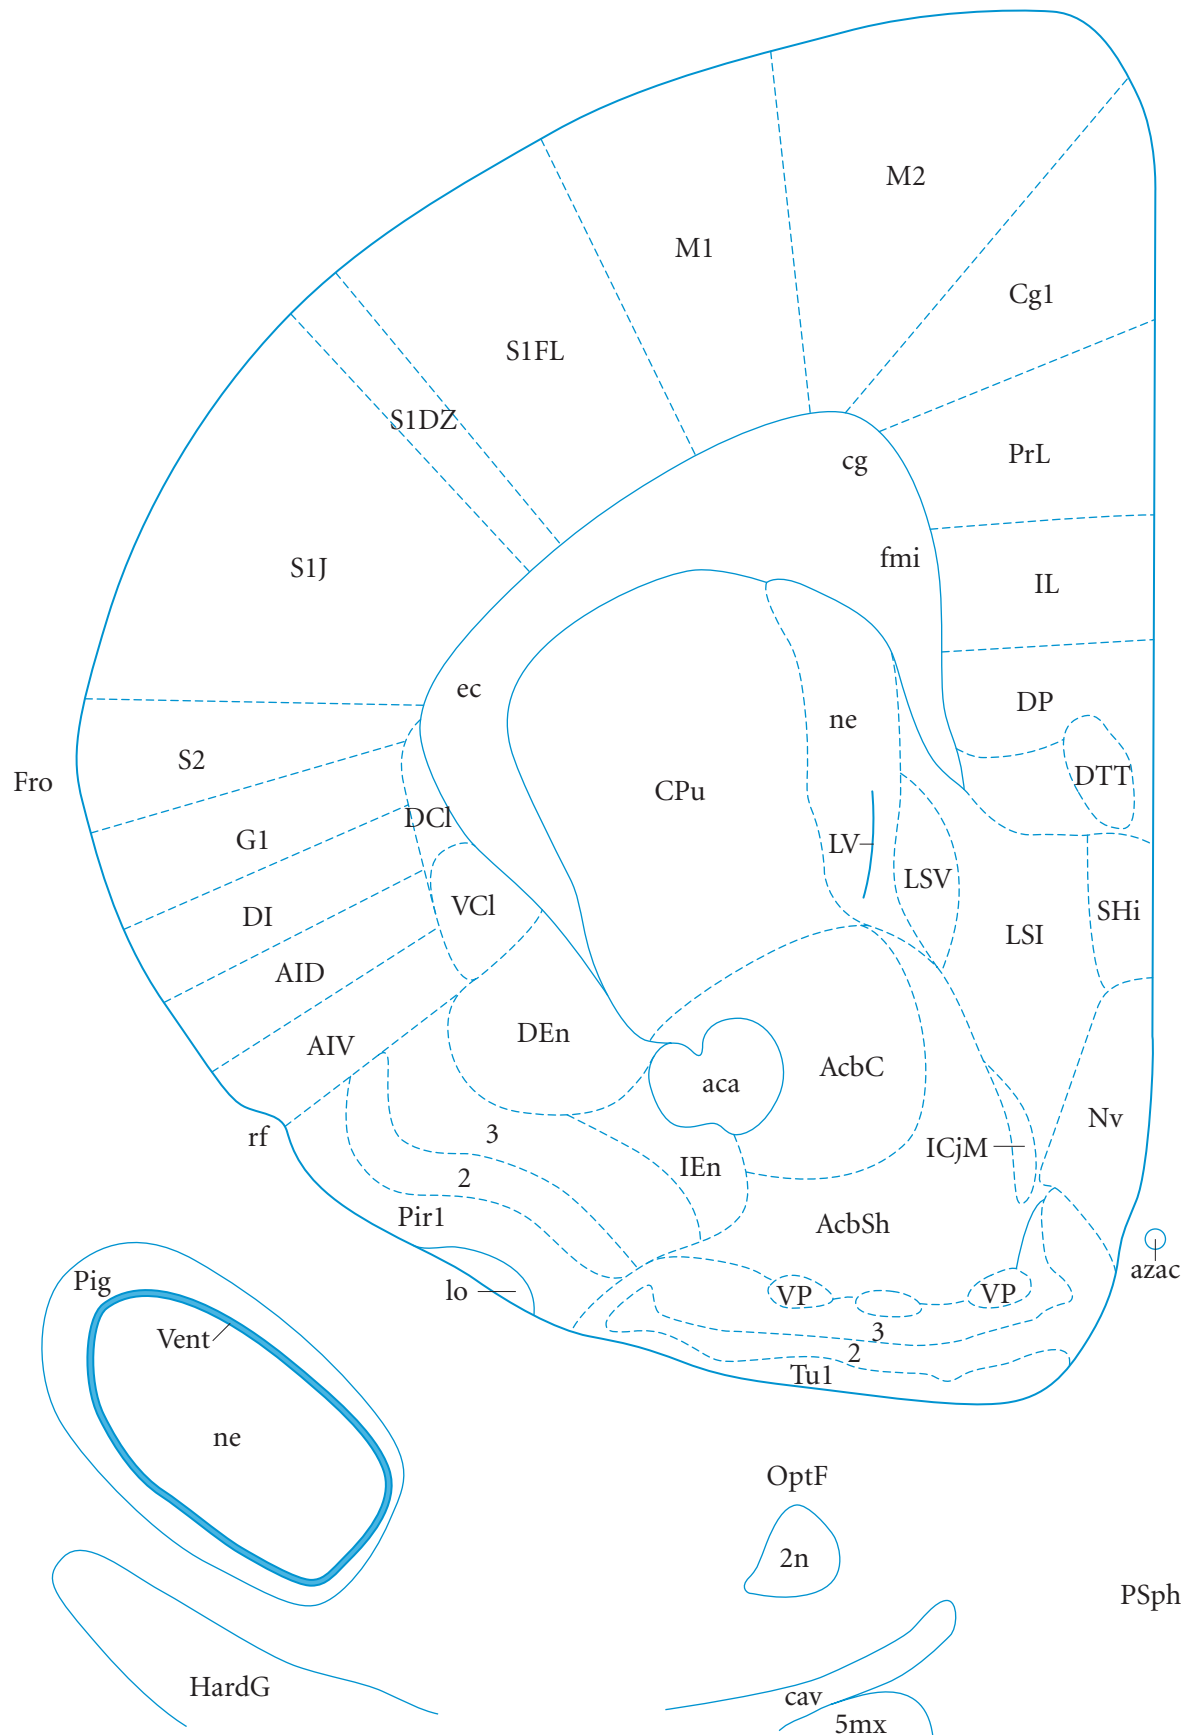 M2
M1
Cg1
S1FL
S1DZ
PrL
cg
fmi
S1J
IL
ec
DP
ne
S2
Fro
DTT
CPu
DCl
G1
LV
LSV
VCl
SHi
DI
LSI
AID
DEn
AIV
AcbC
aca
Nv
rf
3
ICjM
IEn
2
Pir1
AcbSh
azac
Pig
lo
VP
VP
Vent
3
2
Tu1
ne
OptF
2n
PSph
HardG
cav
5mx